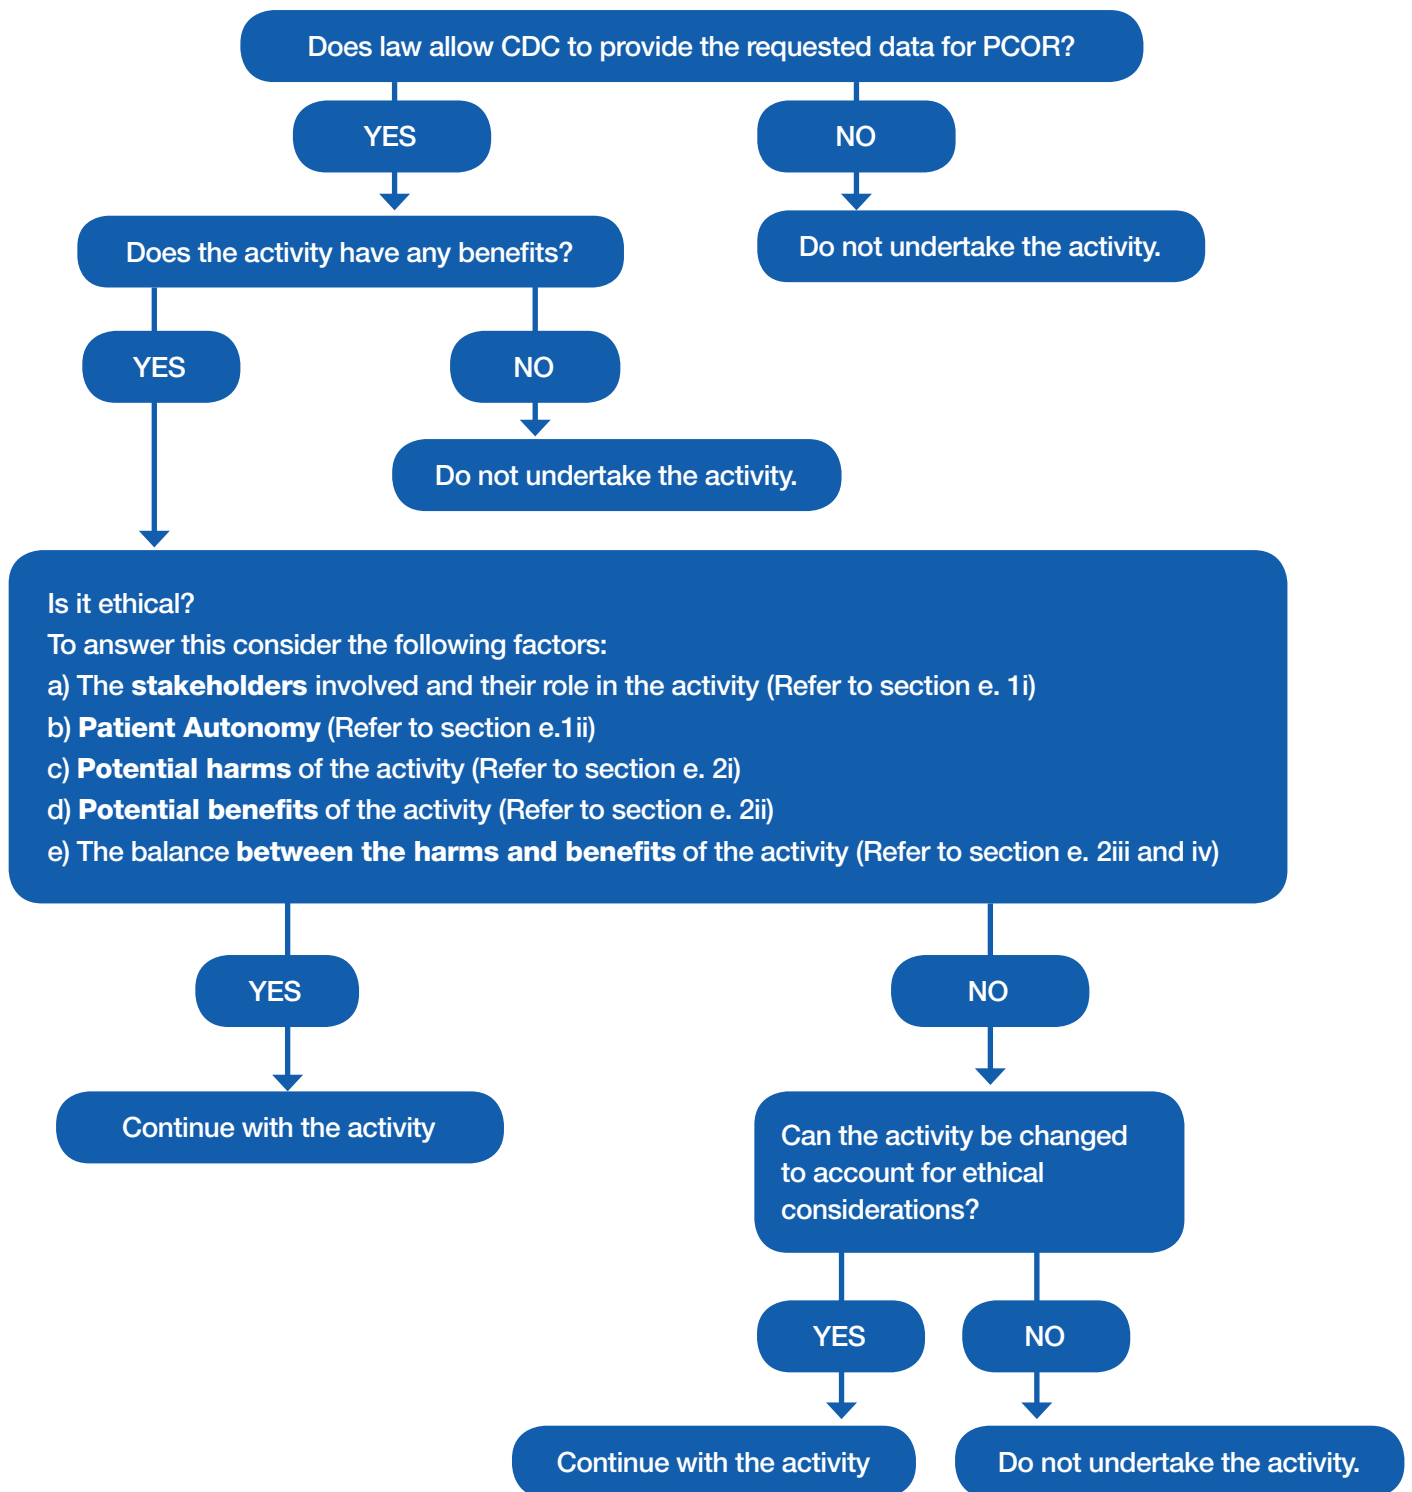 Does law allow CDC to provide the requested data for PCOR?
YES
NO
Does the activity have any benefits?
Do not undertake the activity.
YES
NO
Do not undertake the activity.
Is it ethical?
To answer this consider the following factors:
a) The stakeholders involved and their role in the activity (Refer to section e. 1i)
b) Patient Autonomy (Refer to section e.1ii)
c) Potential harms of the activity (Refer to section e. 2i)
d) Potential benefits of the activity (Refer to section e. 2ii)
e) The balance between the harms and benefits of the activity (Refer to section e. 2iii and iv)
YES
NO
Continue with the activity
Can the activity be changed
to account for ethical
considerations?
YES
NO
Continue with the activity
Do not undertake the activity.